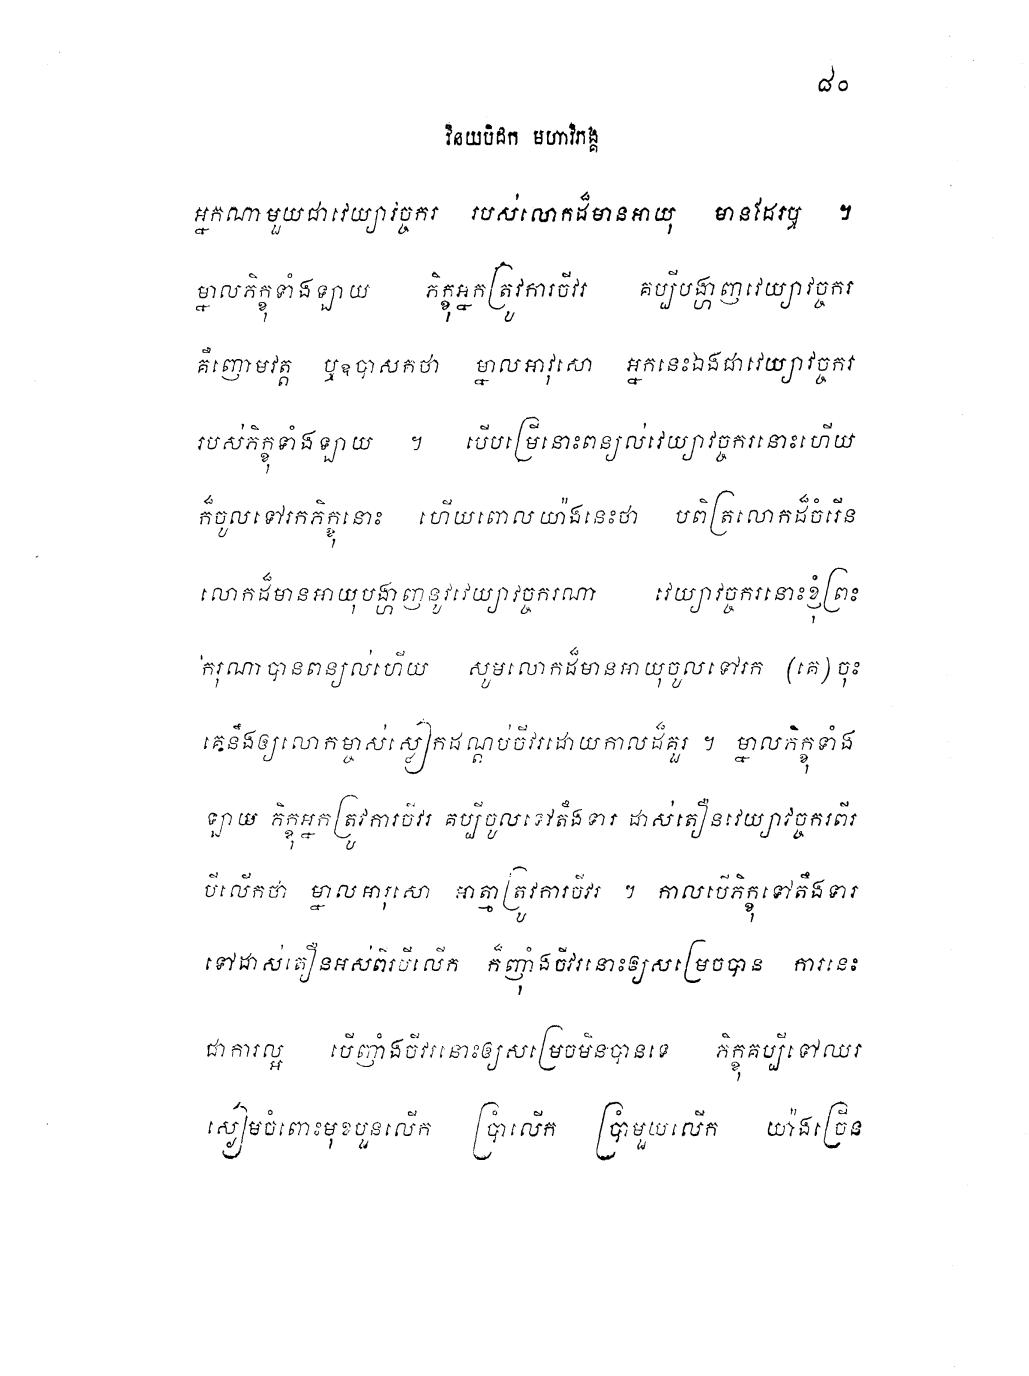 ៨០
វិនយបិដក មហាវិភង្គ
អ្នកណាមួយជាវេយ្យាវច្ចករ របស់លោកដ៏មានអាយុ មានដែរឬ ។
ម្នាលភិក្ខុទាំងឡាយ ភិក្ខុអ្នកត្រូវការចីវរ គប្បីបង្ហាញវេយ្យាវច្ចករ
គឺញោមវត្ត ឬឧបាសកថា ម្នាលអាវុសោ អ្នកនេះឯងជាវេយ្យាវច្ចករ
របស់ភិក្ខុទាំងឡាយ ។ បើបម្រើនោះពន្យល់វេយ្យាវច្ចករនោះហើយ
ក៏ចូលទៅរកភិក្ខុនោះ ហើយពោលយ៉ាងនេះថា បពិត្រលោកដ៏ចំរើន
លោកដ៏មានអាយុបង្ហាញនូវវេយ្យាវច្ចករណា វេយ្យាវច្ចករនោះខ្ញុំព្រះ
ករុណាបានពន្យល់ហើយ សូមលោកដ៏មានអាយុចូលទៅរក (គេ) ចុះ
គេនឹងឲ្យលោកម្ចាស់ស្លៀកដណ្តប់ចីវរដោយកាលដ៏គួរ ។ ម្នាលភិក្ខុទាំង
ឡាយ ភិក្ខុអ្នកត្រូវការចីវរ គប្បីចូលទៅតឹងទារ ដាស់តឿនវេយ្យាវច្ចករពីរ
បីលើកថា ម្នាលអាវុសោ អាត្មាត្រូវការចីវរ ។ កាលបើភិក្ខុទៅតឹងទារ
ទៅដាស់តឿនអស់ពីរបីលើក ក៏ញុំាងចីវរនោះឲ្យសម្រេចបាន ការនេះ
ជាការល្អ បើញុំាងចីវរនោះឲ្យសម្រេចមិនបានទេ ភិក្ខុគប្បីទៅឈរ
ស្ងៀមចំពោះមុខបួនលើក ប្រាំលើក ប្រាំមួយលើក យ៉ាងច្រើន